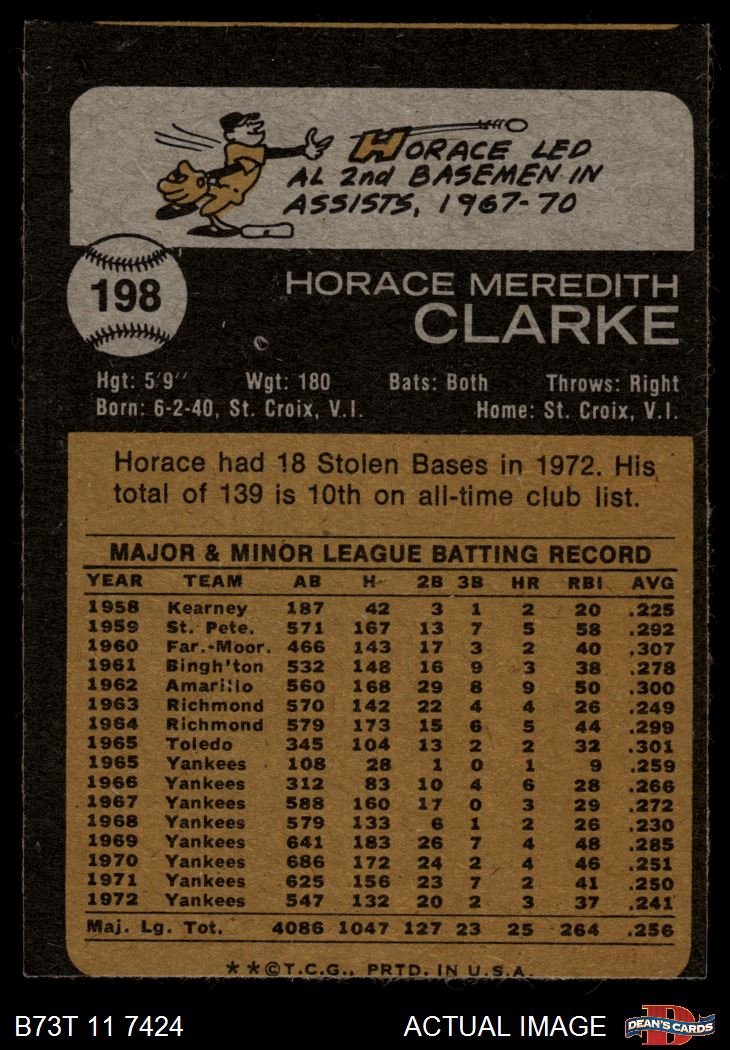 HORACE LED
AL 2nd BASEMEN IN
ASSISTS, 1967-70
198
HORACE MEREDITH
CLARKE
Hgt: 5'9" Wgt: 180 Bats: Both Throws: Right
Born: 6-2-40, St. Croix, V.I. Home: St. Croix, V.I.
Horace had 18 Stolen Bases in 1972. His
total of 139 is 10th on all-time club list.
MAJOR & MINOR LEAGUE BATTING RECORD
YEAR TEAM AB H 2B 3B HR RBI AVG
1958 Kearney 187 42 3 1 2 20 .225
1959 St. Pete. 571 167 13 7 5 58 .292
1960 Far.-Moor. 466 143 17 3 2 40 .307
1961 Bingh'ton 532 148 16 9 3 38 .278
1962 Amarillo 560 168 29 8 9 50 .300
1963 Richmond 570 142 22 4 4 26 .249
1964 Richmond 579 173 15 6 5 44 .299
1965 Toledo 345 104 13 2 2 32 .301
1965 Yankees 108 28 1 0 1 9 .259
1966 Yankees 312 83 10 4 6 28 .266
1967 Yankees 588 160 17 0 3 29 .272
1968 Yankees 579 133 6 1 2 26 .230
1969 Yankees 641 183 26 7 4 48 .285
1970 Yankees 686 172 24 2 4 46 .251
1971 Yankees 625 156 23 7 2 41 .250
1972 Yankees 547 132 20 2 3 37 .241
Maj. Lg. Tot. 4086 1047 127 23 25 264 .256
**©T.C.G., PRTD. IN U.S.A.
B73T 11 7424 ACTUAL IMAGE
DEAN'S CARDS